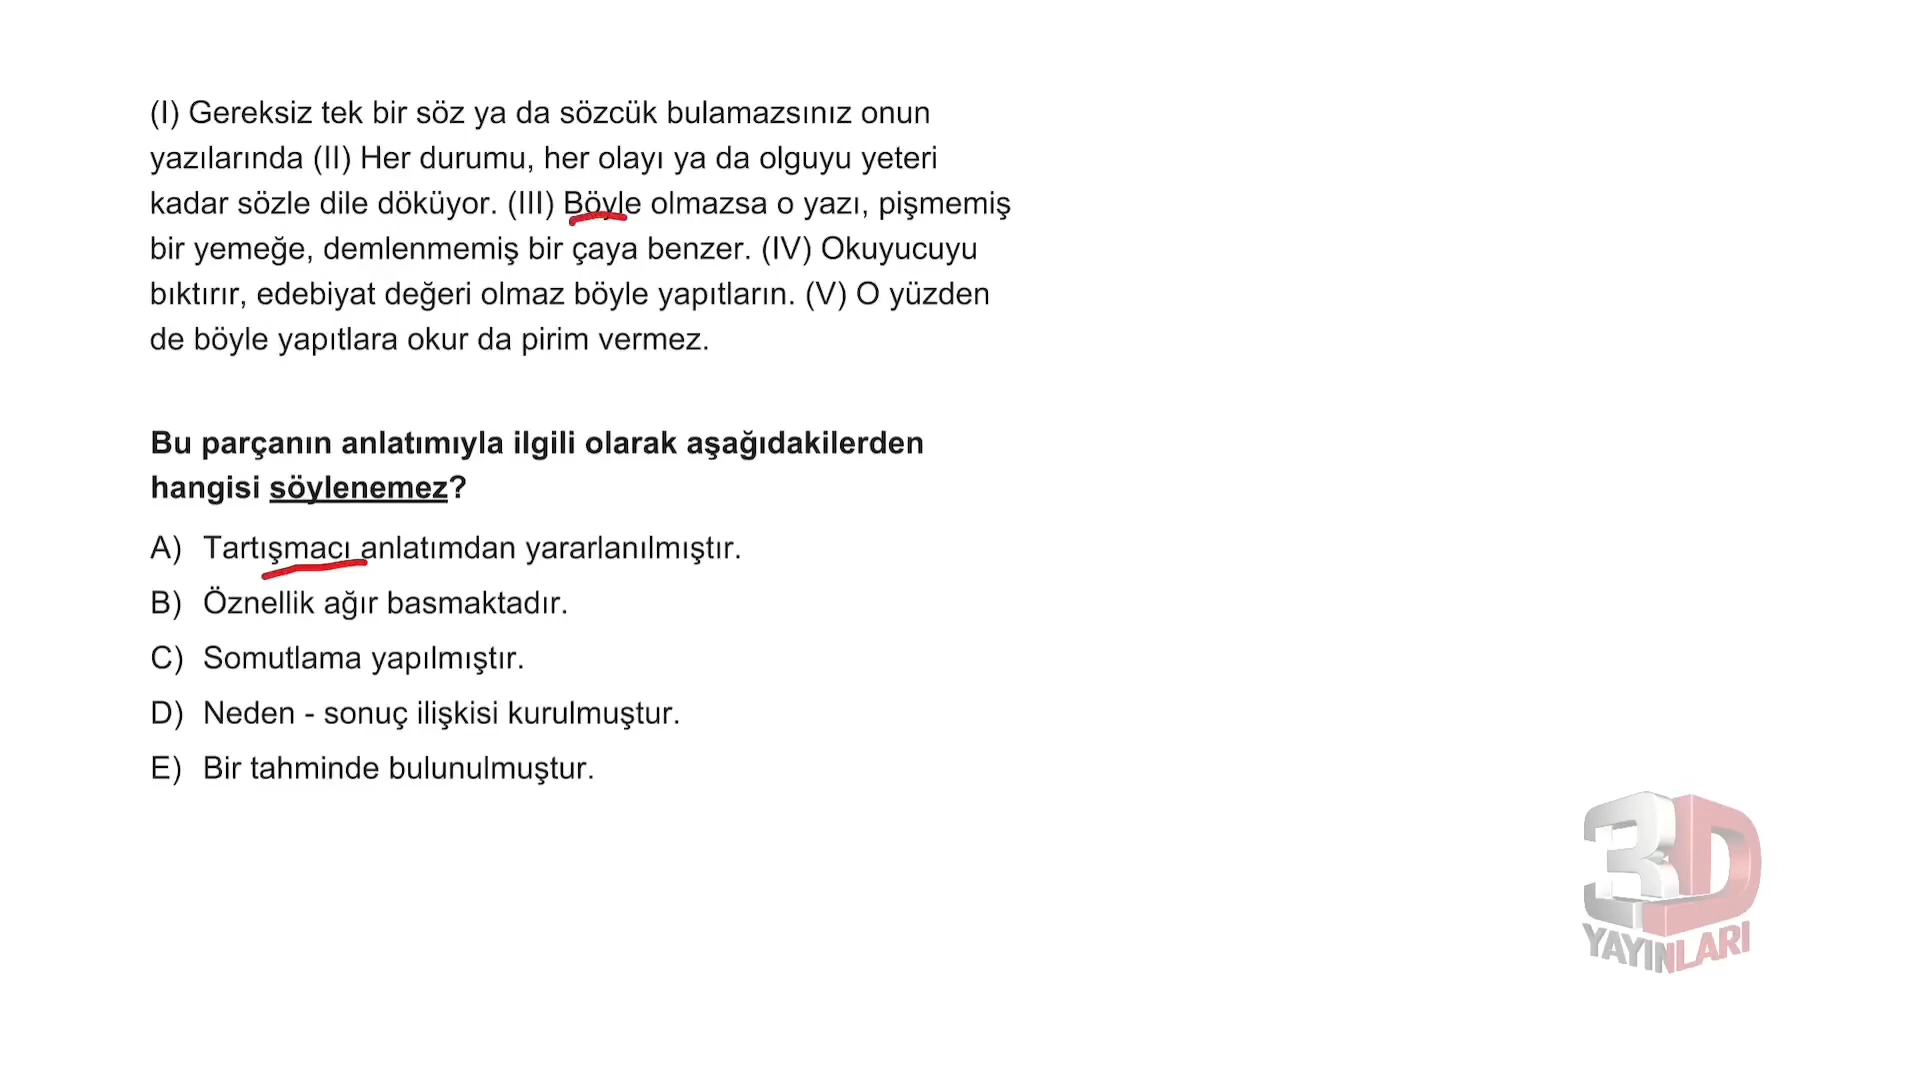 (I) Gereksiz tek bir söz ya da sözcük bulamazsınız onun
yazılarında (II) Her durumu, her olayı ya da olguyu yeteri
kadar sözle dile döküyor. (III) Böyle olmazsa o yazı, pişmemiş
bir yemeğe, demlenmemiş bir çaya benzer. (IV) Okuyucuyu
bıktırır, edebiyat değeri olmaz böyle yapıtların. (V) O yüzden
de böyle yapıtlara okur da pirim vermez.
Bu parçanın anlatımıyla ilgili olarak aşağıdakilerden
hangisi söylenemez?
A) Tartışmacı anlatımdan yararlanılmıştır.
B) Öznellik ağır basmaktadır.
C) Somutlama yapılmıştır.
D) Neden - sonuç ilişkisi kurulmuştur.
E) Bir tahminde bulunulmuştur.
3D
YAYINLARI